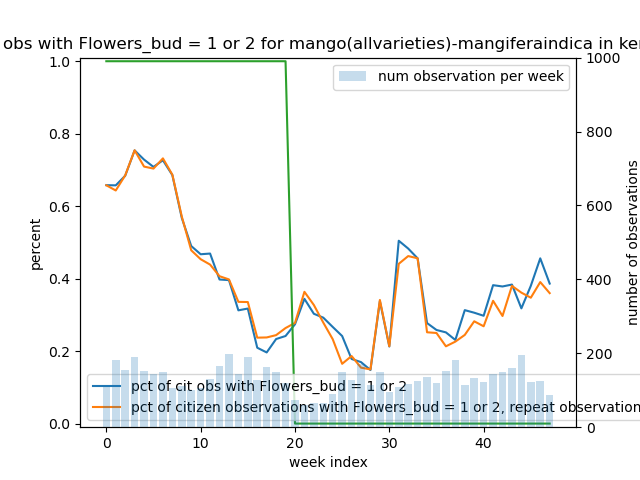 obs with Flowers_bud = 1 or 2 for mango(allvarieties)-mangiferaindica in
num observation per week
percent
number of observations
1.0
0.8
0.6
0.4
0.2
0.0
1000
800
600
400
200
0
pct of cit obs with Flowers_bud = 1 or 2
pct of citizen observations with Flowers_bud = 1 or 2, repeat observation
0
10
20
30
40
week index